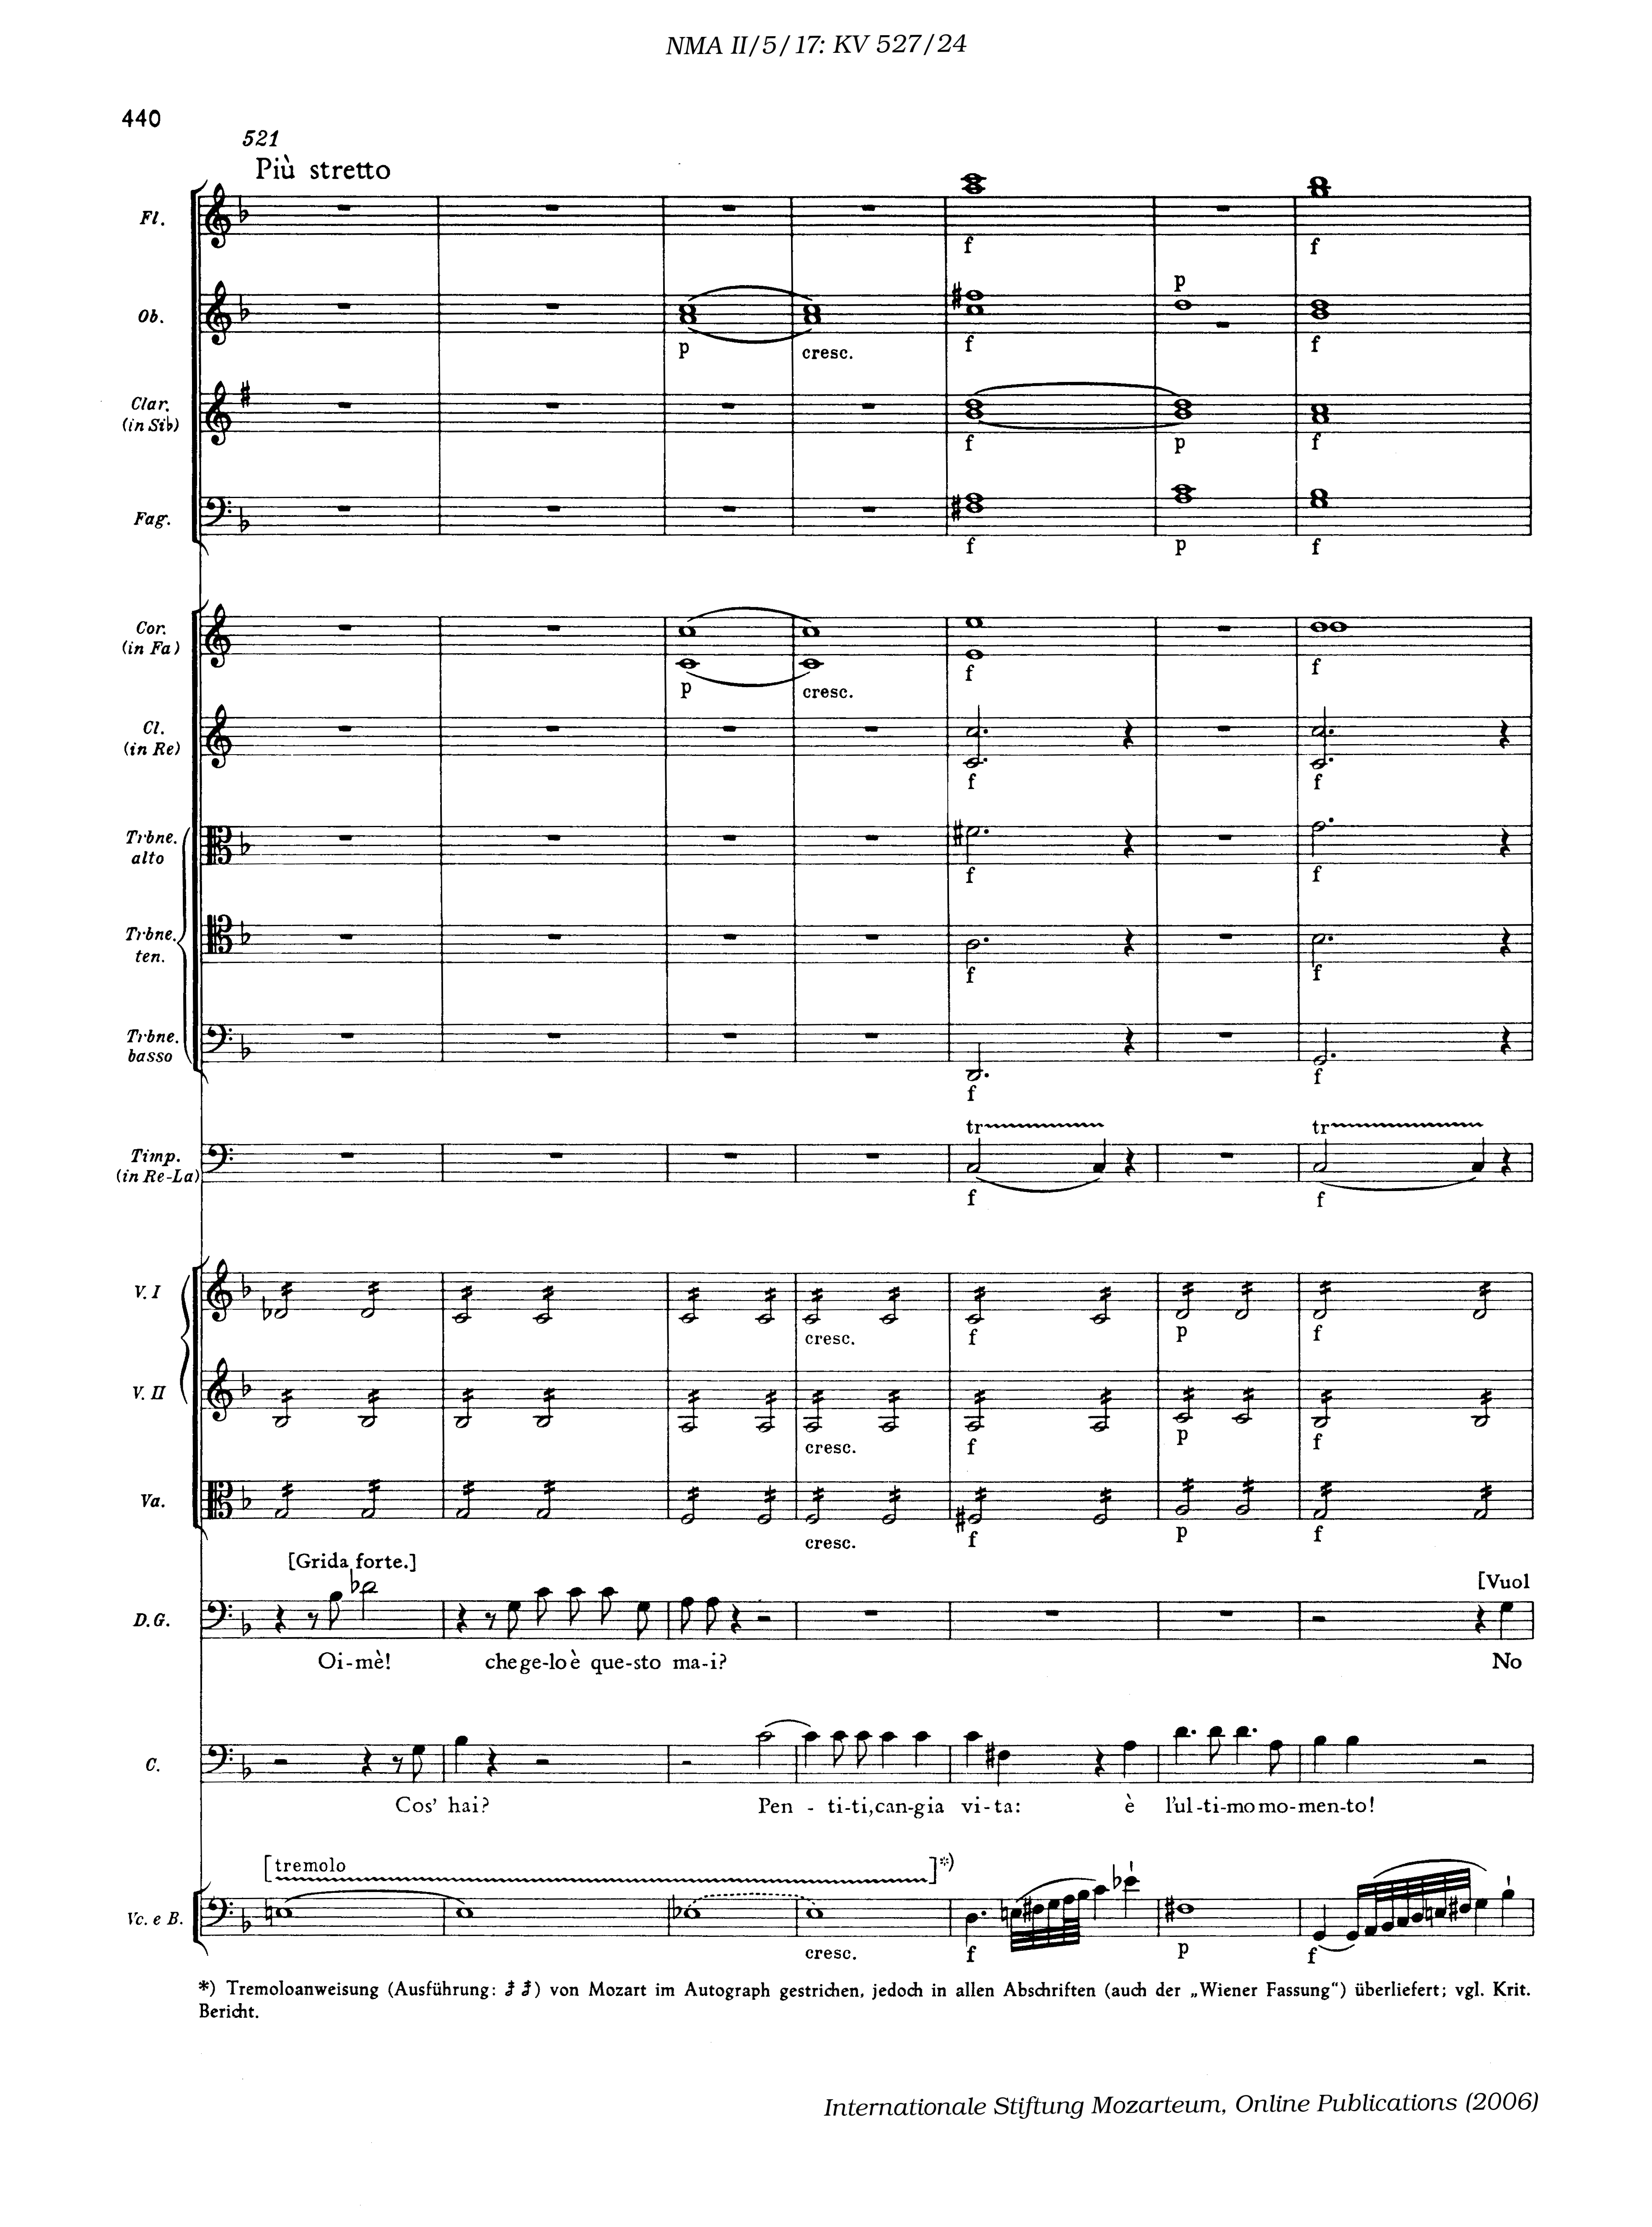 NMA II/5/17: KV 527/24
440
521
Più stretto
Fl.
f
f
Ob.
p
cresc.
f
p
f
Clar.
(in Si♭)
f
p
f
Fag.
f
p
f
Cor.
(in Fa)
p
cresc.
f
f
Cl.
(in Re)
f
f
Trbne.
alto
f
f
Trbne.
ten.
f
f
Trbne.
basso
f
f
Timp.
(in Re-La)
tr
tr
f
f
V. I
cresc.
f
p
f
V. II
cresc.
f
p
f
Va.
cresc.
f
p
f
[Grida forte.]
[Vuol
D.G.
Oi-mè! che ge-lo è que-sto ma-i? No
C.
Cos' hai? Pen - ti-ti, can-gia vi-ta: è l'ul-ti-mo mo-men-to!
[tremolo ]*)
Vc. e B.
cresc.
f
p
f
*) Tremoloanweisung (Ausführung: ) von Mozart im Autograph gestrichen, jedoch in allen Abschriften (auch der „Wiener Fassung“) überliefert; vgl. Krit.
Bericht.
Internationale Stiftung Mozarteum, Online Publications (2006)